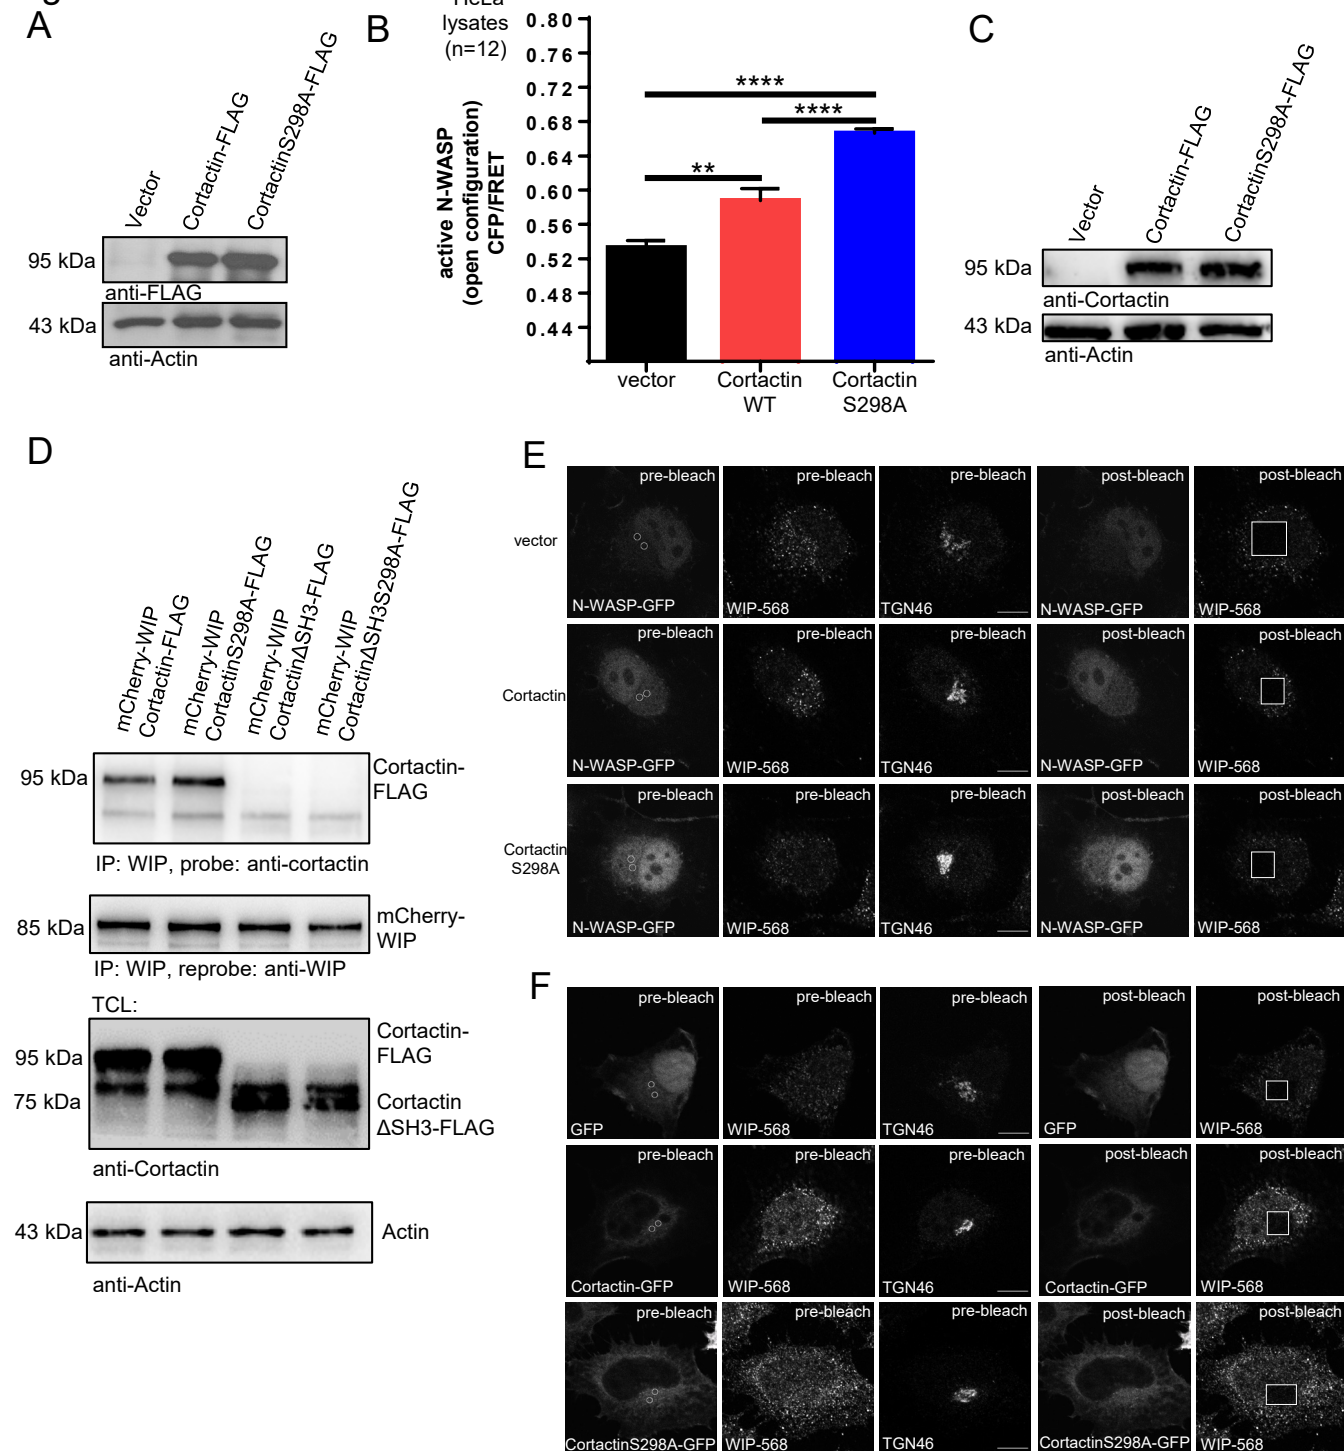 A
Vector
Cortactin-FLAG
CortactinS298A-FLAG
95 kDa
anti-FLAG
43 kDa
anti-Actin
B
HeLa
lysates
(n=12)
active N-WASP
(open configuration)
CFP/FRET
0.80
0.76
0.72
0.68
0.64
0.60
0.56
0.52
0.48
0.44
****
****
**
vector
Cortactin
WT
Cortactin
S298A
C
Vector
Cortactin-FLAG
CortactinS298A-FLAG
95 kDa
anti-Cortactin
43 kDa
anti-Actin
D
mCherry-WIP
Cortactin-FLAG
mCherry-WIP
CortactinS298A-FLAG
mCherry-WIP
CortactinΔSH3-FLAG
mCherry-WIP
CortactinΔSH3S298A-FLAG
95 kDa
Cortactin-
FLAG
IP: WIP, probe: anti-cortactin
85 kDa
mCherry-
WIP
IP: WIP, reprobe: anti-WIP
TCL:
95 kDa
75 kDa
Cortactin-
FLAG
Cortactin
ΔSH3-FLAG
anti-Cortactin
43 kDa
Actin
anti-Actin
E
vector
pre-bleach
N-WASP-GFP
pre-bleach
WIP-568
pre-bleach
TGN46
post-bleach
N-WASP-GFP
post-bleach
WIP-568
Cortactin
pre-bleach
N-WASP-GFP
pre-bleach
WIP-568
pre-bleach
TGN46
post-bleach
N-WASP-GFP
post-bleach
WIP-568
Cortactin
S298A
pre-bleach
N-WASP-GFP
pre-bleach
WIP-568
pre-bleach
TGN46
post-bleach
N-WASP-GFP
post-bleach
WIP-568
F
pre-bleach
GFP
pre-bleach
WIP-568
pre-bleach
TGN46
post-bleach
GFP
post-bleach
WIP-568
pre-bleach
Cortactin-GFP
pre-bleach
WIP-568
pre-bleach
TGN46
post-bleach
Cortactin-GFP
post-bleach
WIP-568
pre-bleach
CortactinS298A-GFP
pre-bleach
WIP-568
pre-bleach
TGN46
post-bleach
CortactinS298A-GFP
post-bleach
WIP-568